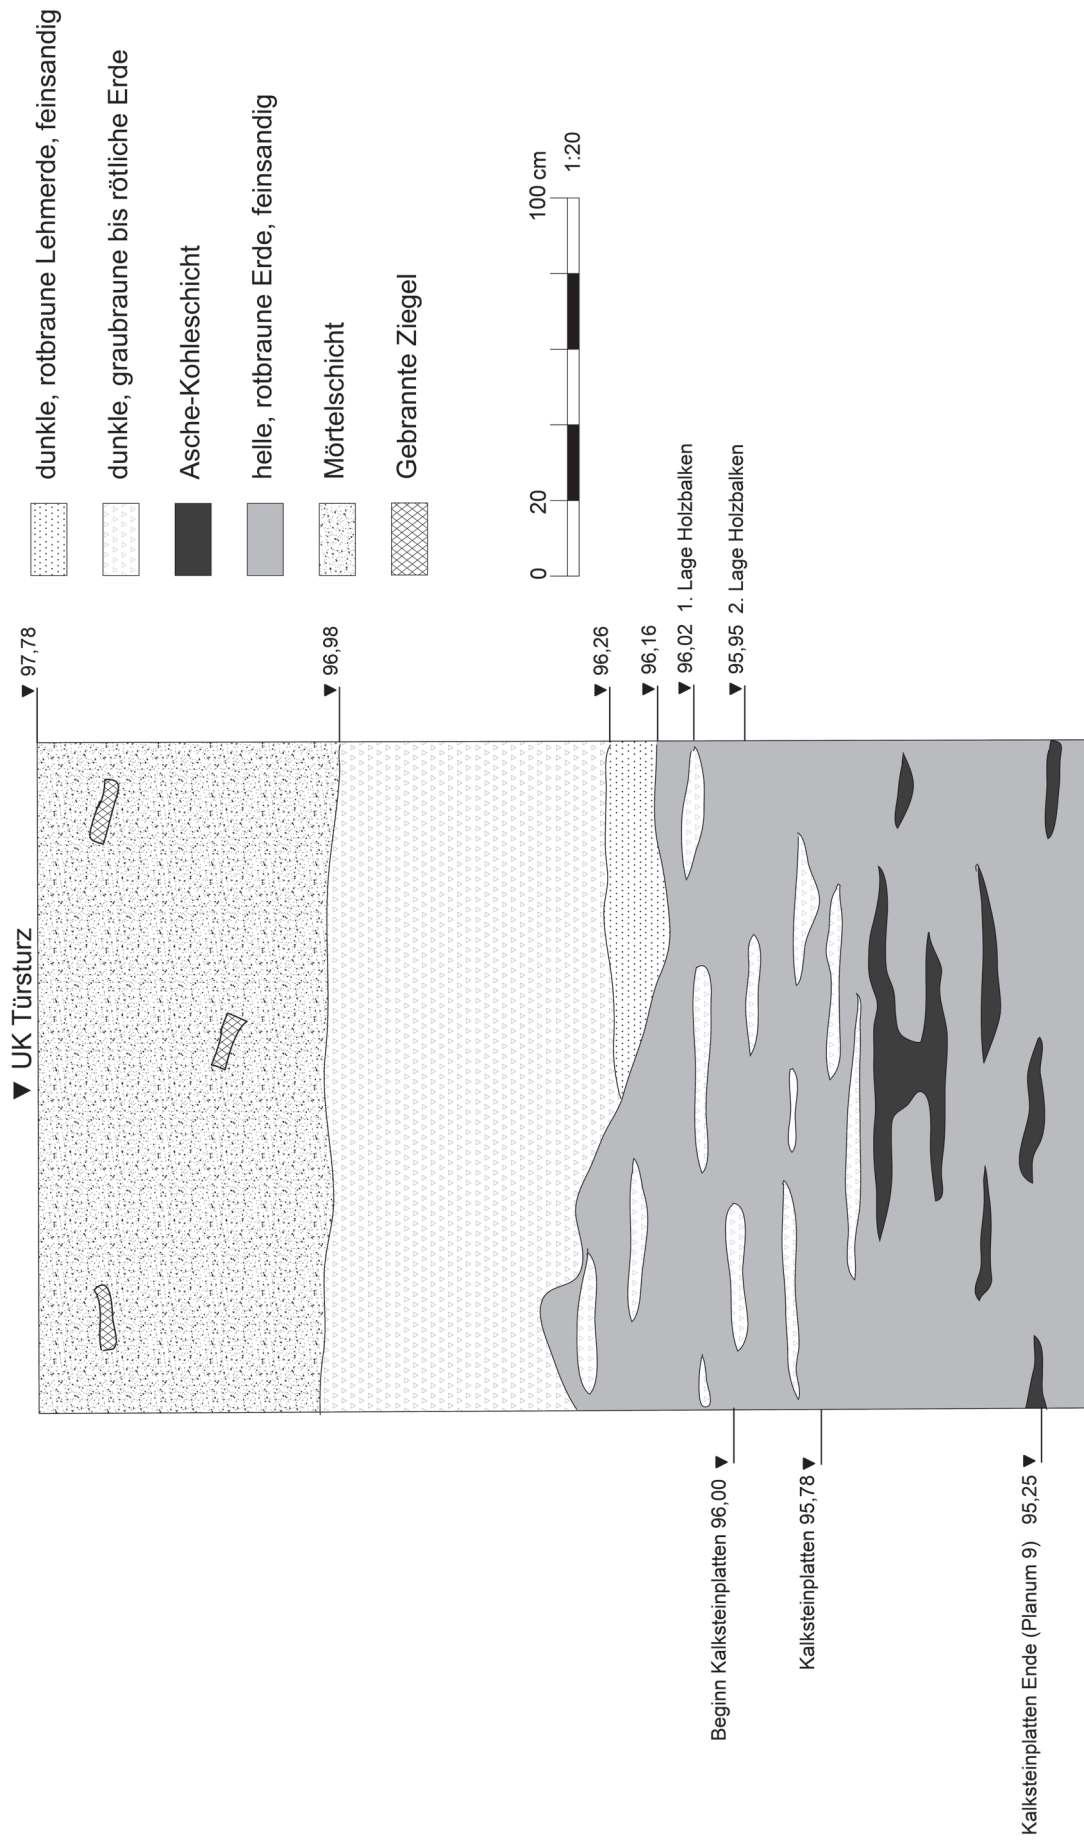 ▼ UK Türsturz
▼ 97,78
▼ 96,98
▼ 96,26
▼ 96,16
▼ 96,02 1. Lage Holzbalken
▼ 95,95 2. Lage Holzbalken
Beginn Kalksteinplatten 96,00 ▼
Kalksteinplatten 95,78 ▼
Kalksteinplatten Ende (Planum 9) 95,25 ▼
dunkle, rotbraune Lehmerde, feinsandig
dunkle, graubraune bis rötliche Erde
Asche-Kohleschicht
helle, rotbraune Erde, feinsandig
Mörtelschicht
Gebrannte Ziegel
0 20 100 cm
1:20